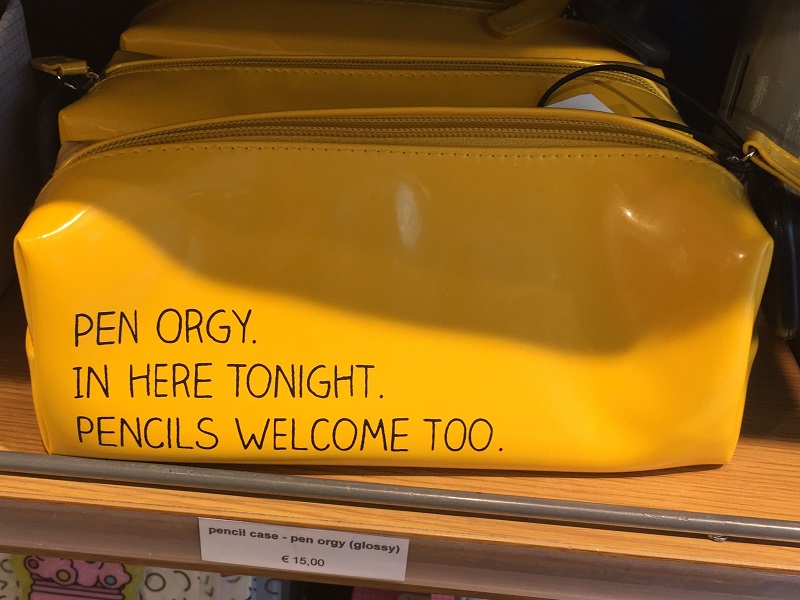 PEN ORGY.
IN HERE TONIGHT.
PENCILS WELCOME TOO.
pencil case - pen orgy (glossy)
€ 15,00